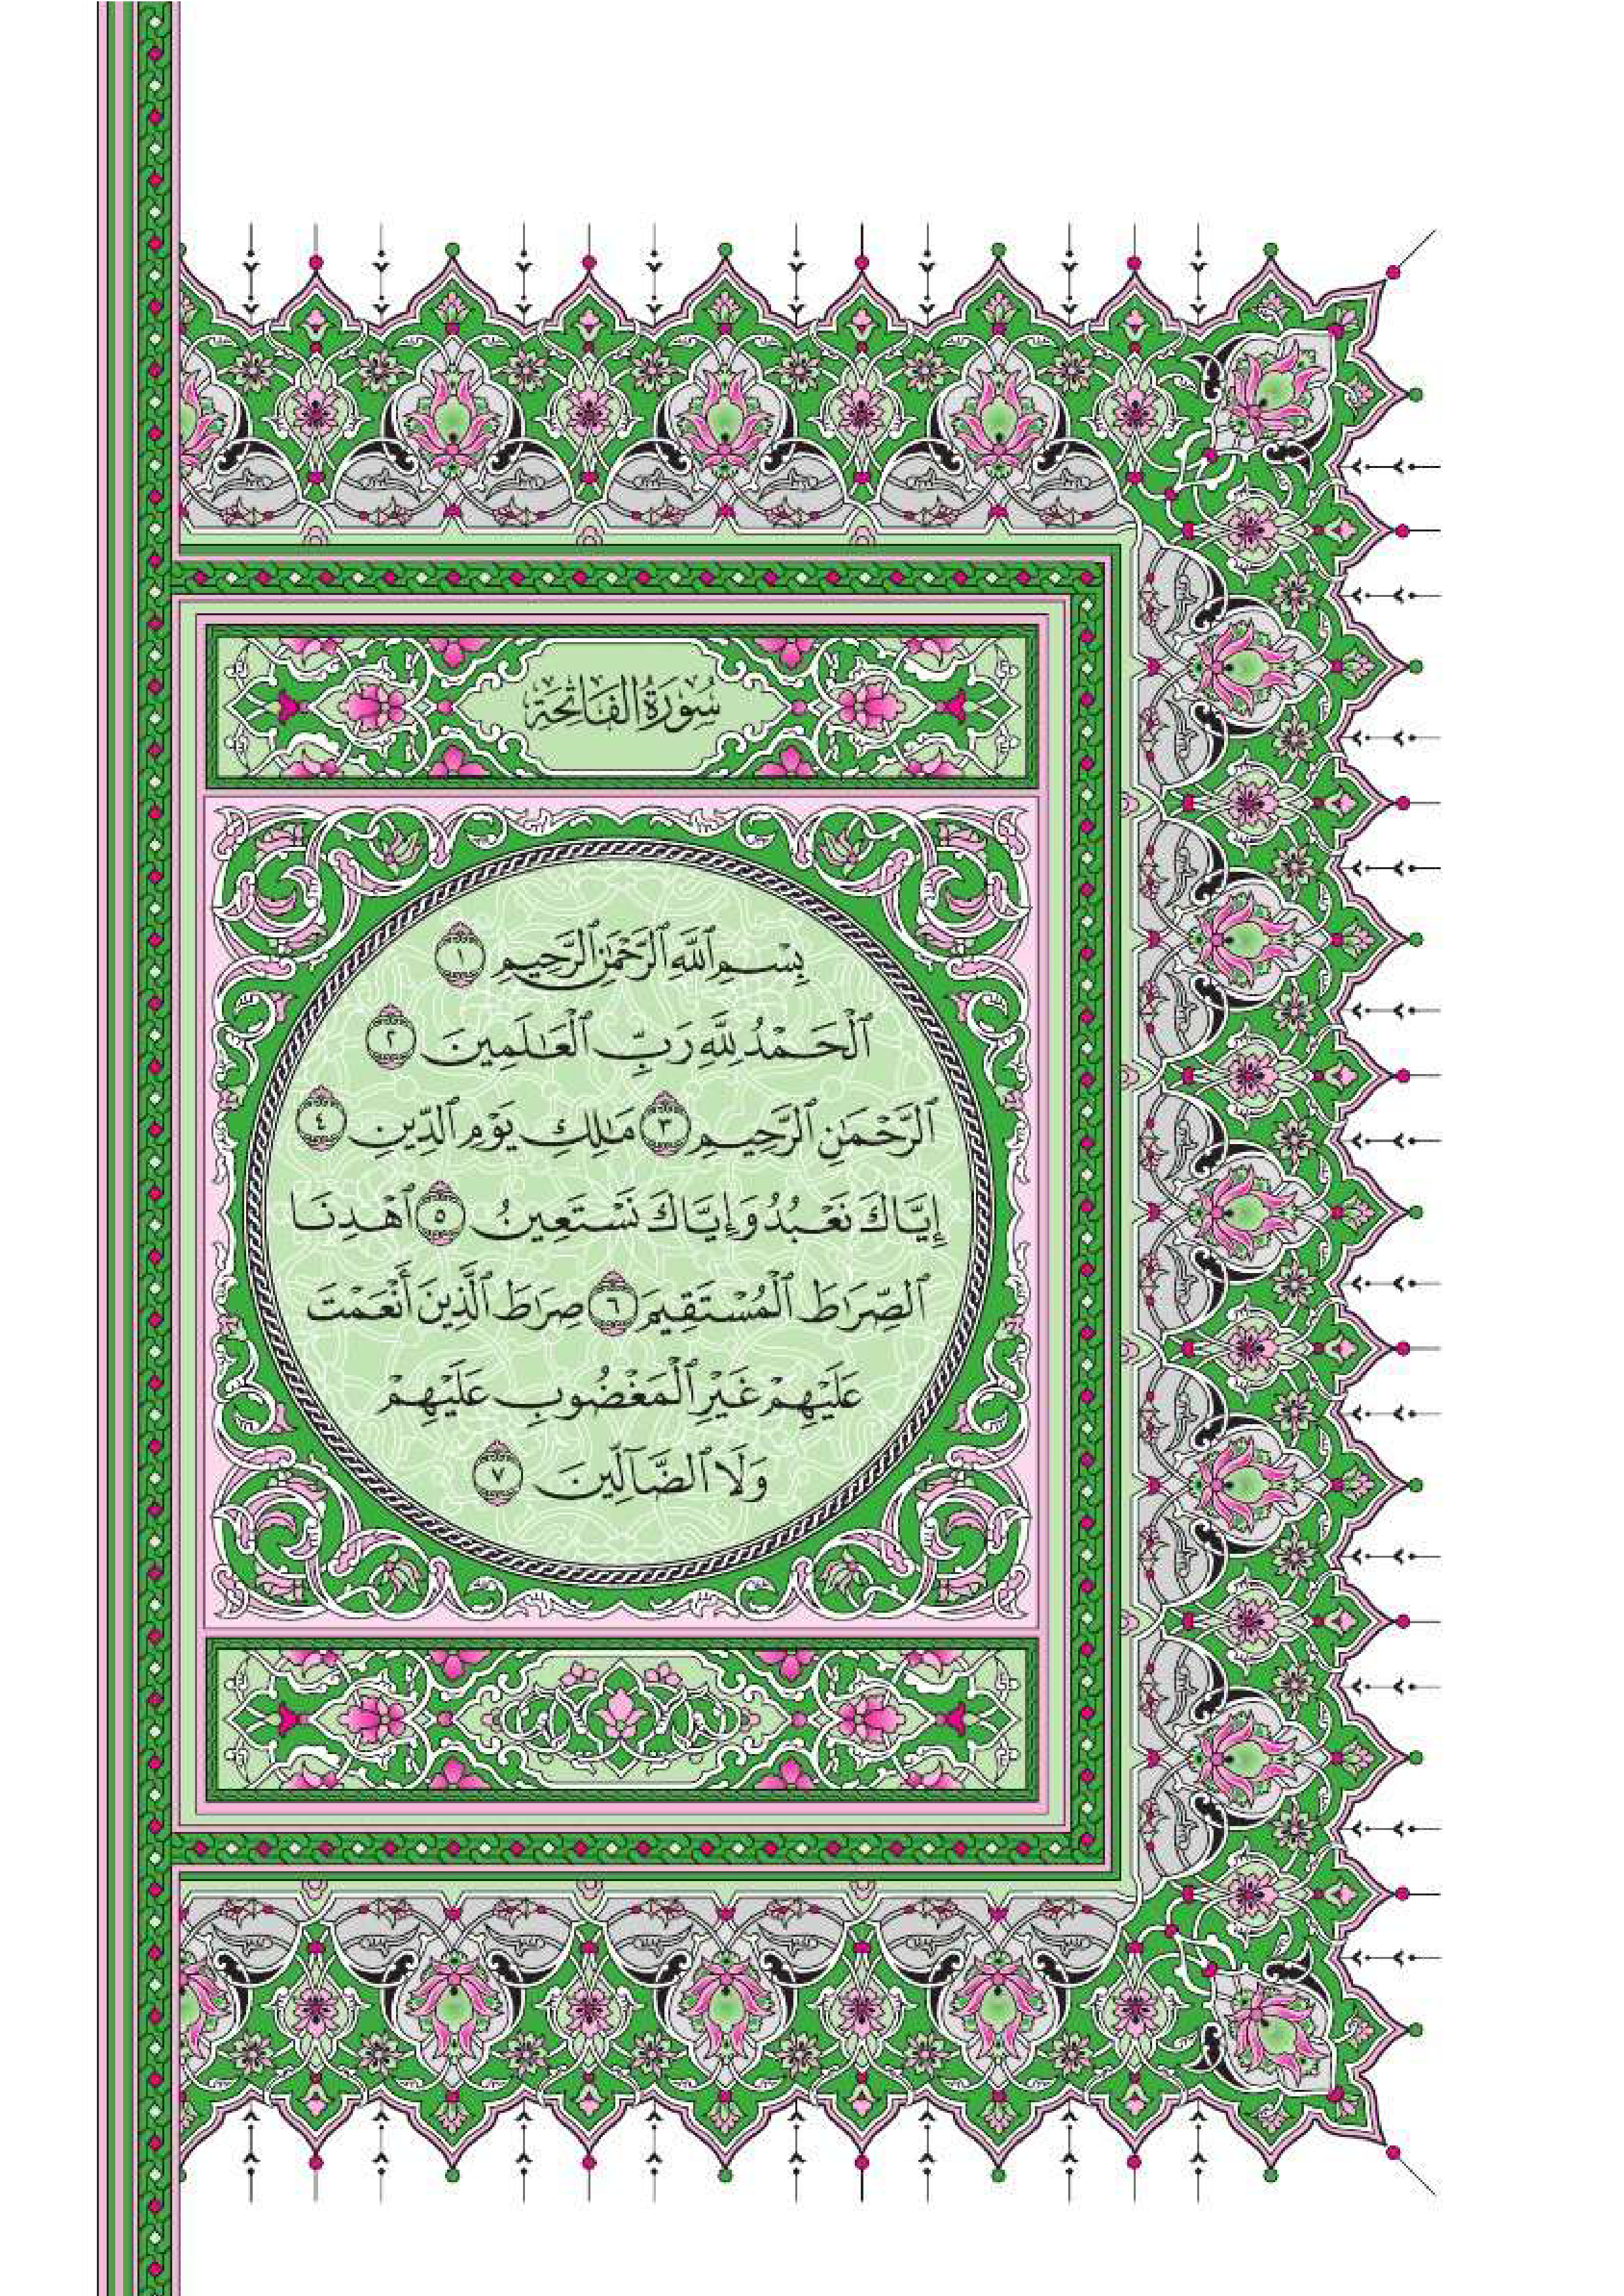 سُورَةُ الفَاتِحَةِ
بِسْمِ ٱللَّهِ ٱلرَّحْمَٰنِ ٱلرَّحِيمِ ١
ٱلْحَمْدُ لِلَّهِ رَبِّ ٱلْعَٰلَمِينَ ٢
ٱلرَّحْمَٰنِ ٱلرَّحِيمِ ٣ مَٰلِكِ يَوْمِ ٱلدِّينِ ٤
إِيَّاكَ نَعْبُدُ وَإِيَّاكَ نَسْتَعِينُ ٥ ٱهْدِنَا
ٱلصِّرَٰطَ ٱلْمُسْتَقِيمَ ٦ صِرَٰطَ ٱلَّذِينَ أَنْعَمْتَ
عَلَيْهِمْ غَيْرِ ٱلْمَغْضُوبِ عَلَيْهِمْ
وَلَا ٱلضَّآلِّينَ ٧